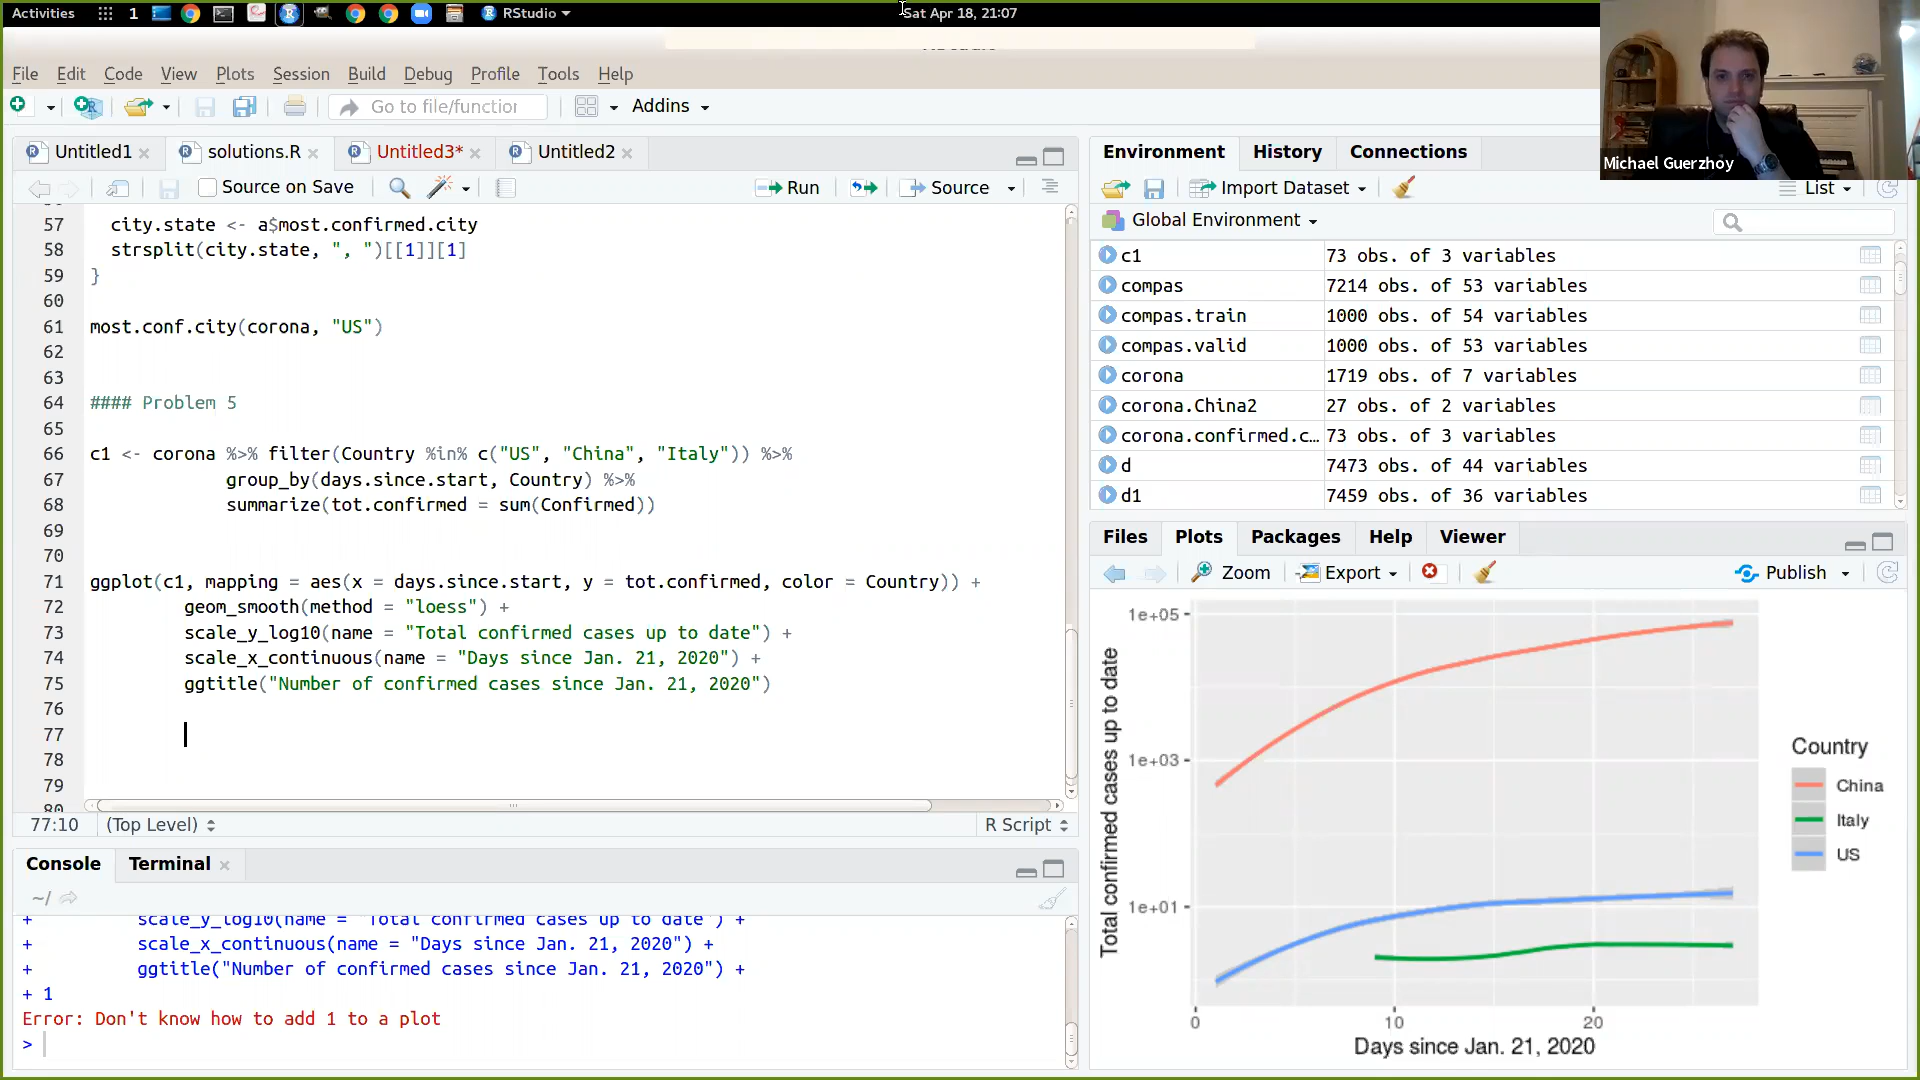 Activities 1 RStudio Sat Apr 18, 21:07
File Edit Code View Plots Session Build Debug Profile Tools Help
Go to file/function Addins
Michael Guerzhoy
Untitled1 solutions.R Untitled3* Untitled2
Source on Save Run Source
57 city.state <- a$most.confirmed.city
58 strsplit(city.state, ", ")[[1]][1]
59 }
60
61 most.conf.city(corona, "US")
62
63
64 #### Problem 5
65
66 c1 <- corona %>% filter(Country %in% c("US", "China", "Italy")) %>%
67 group_by(days.since.start, Country) %>%
68 summarize(tot.confirmed = sum(Confirmed))
69
70
71 ggplot(c1, mapping = aes(x = days.since.start, y = tot.confirmed, color = Country)) +
72 geom_smooth(method = "loess") +
73 scale_y_log10(name = "Total confirmed cases up to date") +
74 scale_x_continuous(name = "Days since Jan. 21, 2020") +
75 ggtitle("Number of confirmed cases since Jan. 21, 2020")
76
77
78
79
80
77:10 (Top Level) R Script
Console Terminal
~/
+ scale_y_log10(name = "Total confirmed cases up to date") +
+ scale_x_continuous(name = "Days since Jan. 21, 2020") +
+ ggtitle("Number of confirmed cases since Jan. 21, 2020") +
+ 1
Error: Don't know how to add 1 to a plot
>
Environment History Connections
Import Dataset List
Global Environment
c1 73 obs. of 3 variables
compas 7214 obs. of 53 variables
compas.train 1000 obs. of 54 variables
compas.valid 1000 obs. of 53 variables
corona 1719 obs. of 7 variables
corona.China2 27 obs. of 2 variables
corona.confirmed.c… 73 obs. of 3 variables
d 7473 obs. of 44 variables
d1 7459 obs. of 36 variables
Files Plots Packages Help Viewer
Zoom Export Publish
Total confirmed cases up to date
1e+05
1e+03
1e+01
0 10 20
Days since Jan. 21, 2020
Country
China
Italy
US